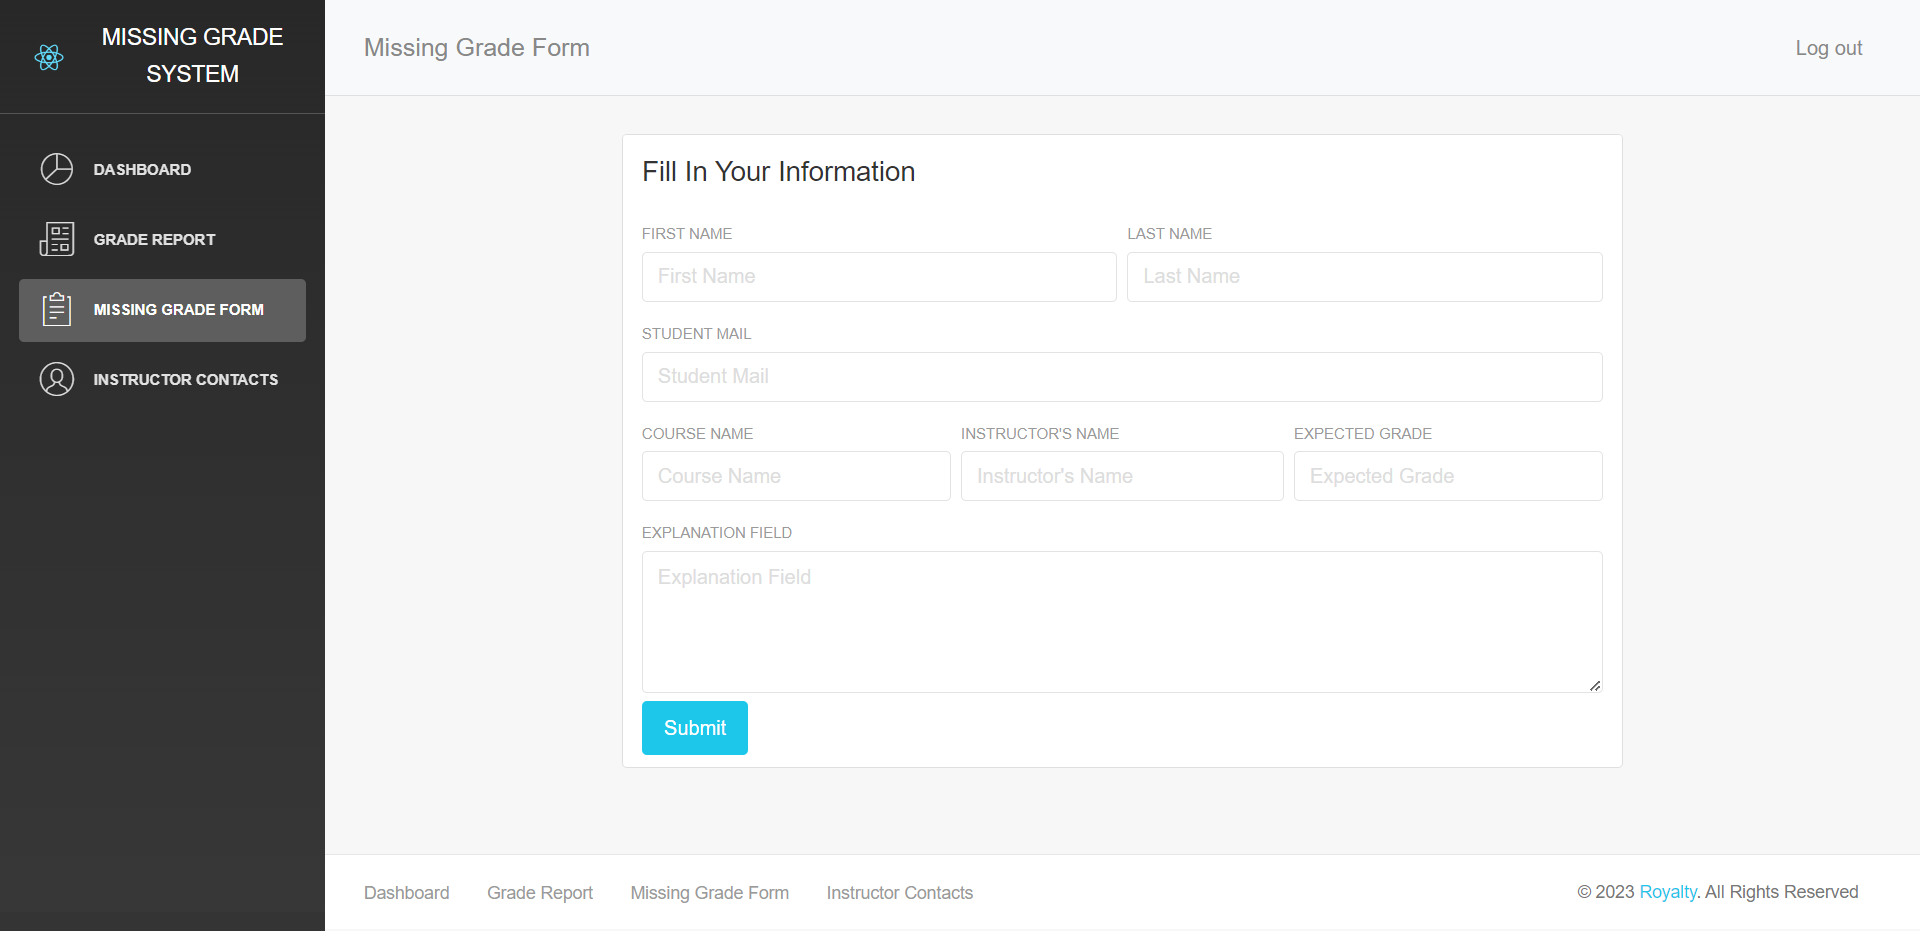 MISSING GRADE
SYSTEM
DASHBOARD
GRADE REPORT
MISSING GRADE FORM
INSTRUCTOR CONTACTS
Missing Grade Form
Log out
Fill In Your Information
FIRST NAME
LAST NAME
First Name
Last Name
STUDENT MAIL
Student Mail
COURSE NAME
INSTRUCTOR'S NAME
EXPECTED GRADE
Course Name
Instructor's Name
Expected Grade
EXPLANATION FIELD
Explanation Field
Submit
Dashboard
Grade Report
Missing Grade Form
Instructor Contacts
© 2023 Royalty. All Rights Reserved